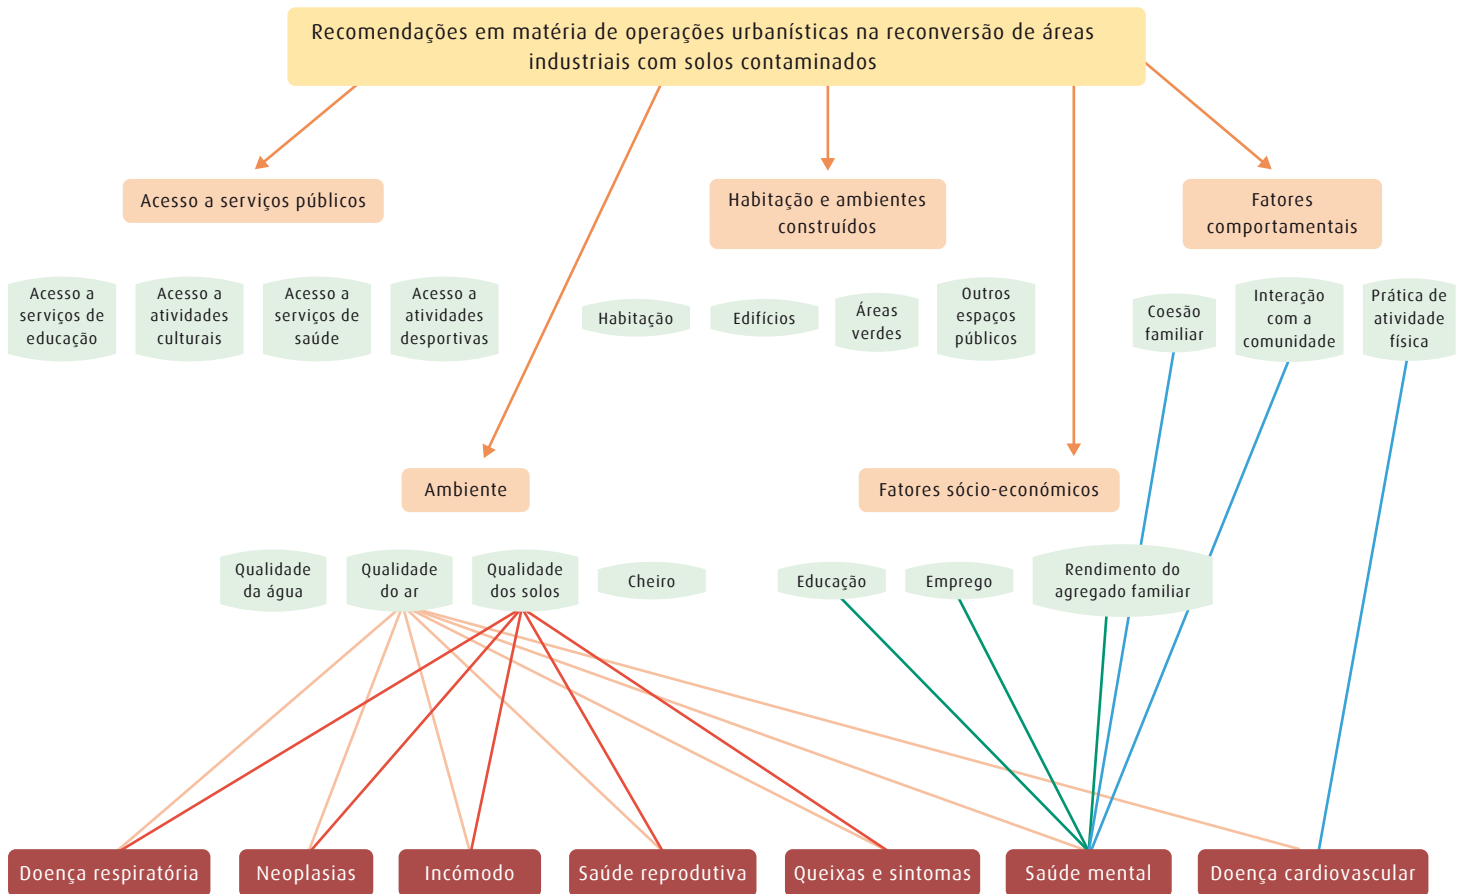 Recomendações em matéria de operações urbanísticas na reconversão de áreas
industriais com solos contaminados
Acesso a serviços públicos
Habitação e ambientes
construídos
Fatores
comportamentais
Acesso a
serviços de
educação
Acesso a
atividades
culturais
Acesso a
serviços de
saúde
Acesso a
atividades
desportivas
Habitação
Edifícios
Áreas
verdes
Outros
espaços
públicos
Coesão
familiar
Interação
com a
comunidade
Prática de
atividade
física
Ambiente
Fatores sócio-económicos
Qualidade
da água
Qualidade
do ar
Qualidade
dos solos
Cheiro
Educação
Emprego
Rendimento do
agregado familiar
Doença respiratória
Neoplasias
Incómodo
Saúde reprodutiva
Queixas e sintomas
Saúde mental
Doença cardiovascular